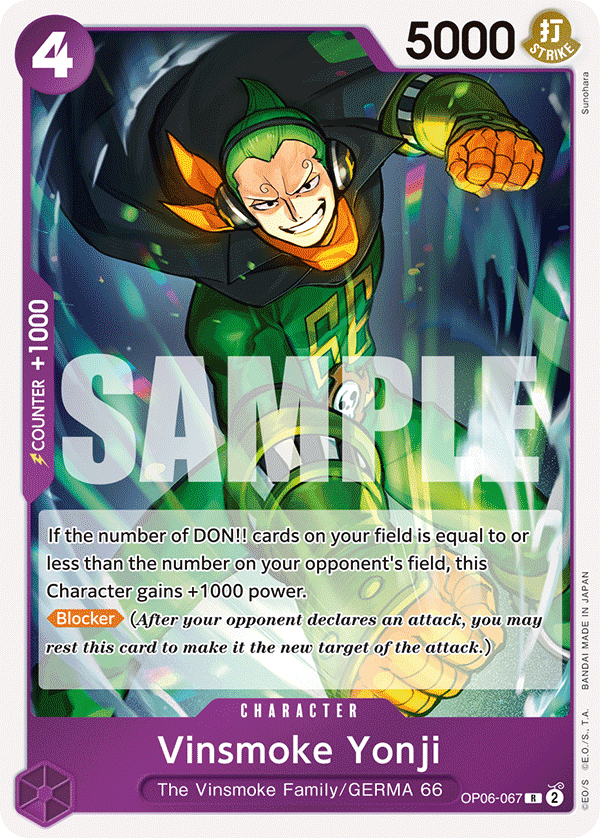 4
5000
打
STRIKE
Sunohara
COUNTER +1000
66
SAMPLE
If the number of DON!! cards on your field is equal to or
less than the number on your opponent's field, this
Character gains +1000 power.
Blocker (After your opponent declares an attack, you may
rest this card to make it the new target of the attack.)
©EO/S ©E.O./S., T.A. BANDAI MADE IN JAPAN
CHARACTER
Vinsmoke Yonji
The Vinsmoke Family/GERMA 66
OP06-067 R 2